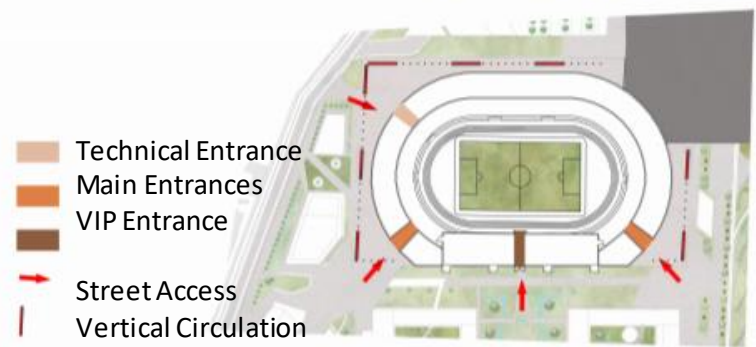 Technical Entrance
Main Entrances
VIP Entrance
Street Access
Vertical Circulation